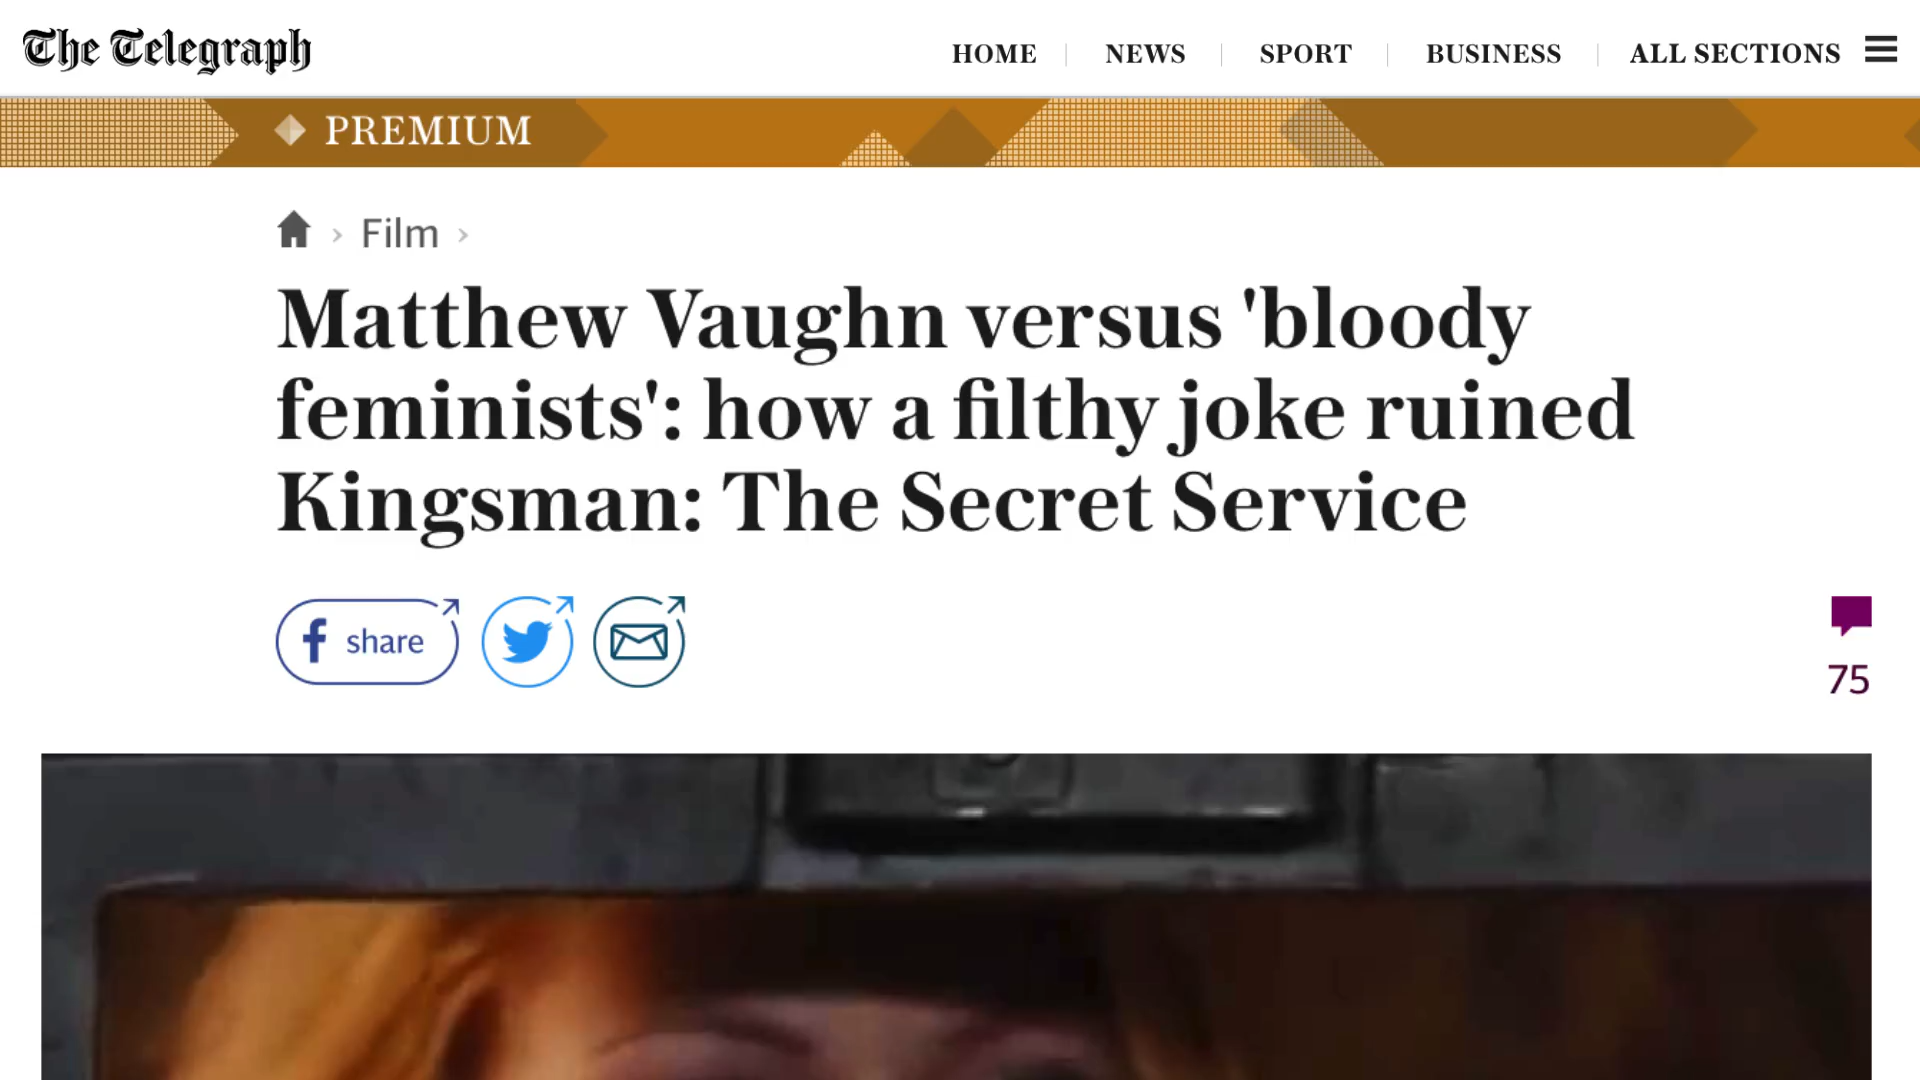 The Telegraph
HOME NEWS SPORT BUSINESS ALL SECTIONS
PREMIUM
Film
Matthew Vaughn versus 'bloody
feminists': how a filthy joke ruined
Kingsman: The Secret Service
share
75